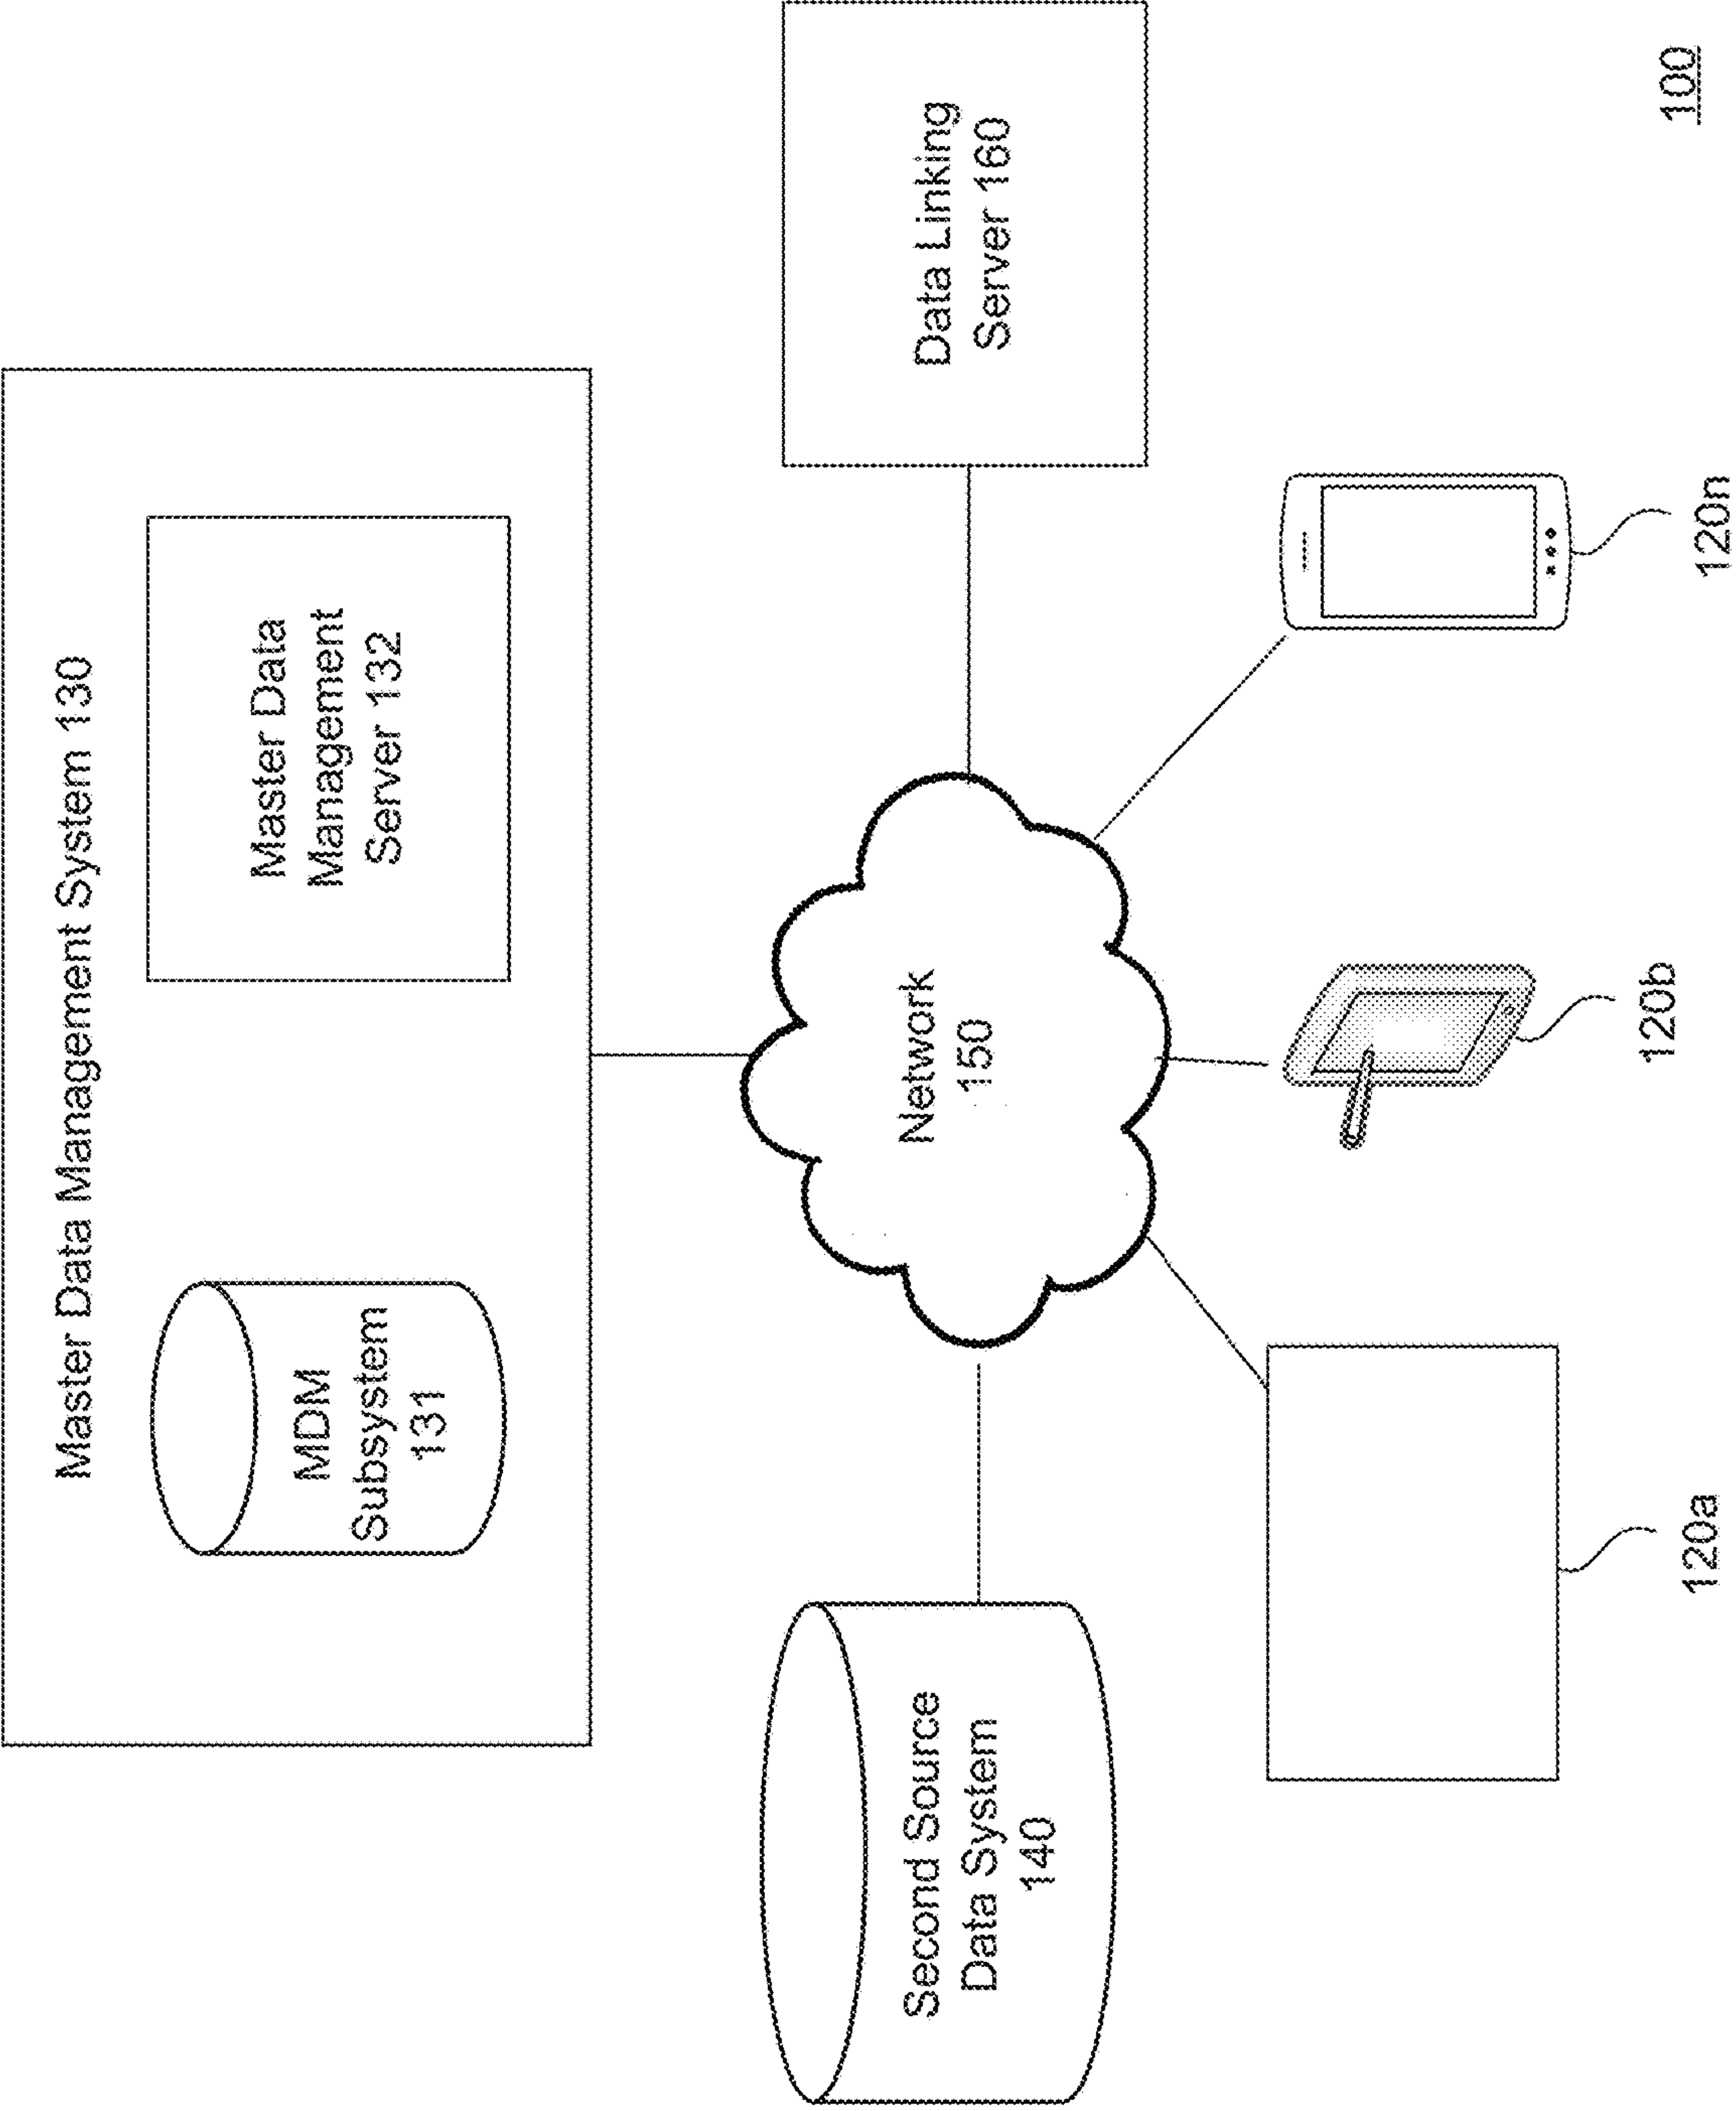 Master Data Management System 130
MDM
Subsystem
131
Master Data
Management
Server 132
Second Source
Data System
140
Network
150
Data Linking
Server 160
120a
120b
120n
100